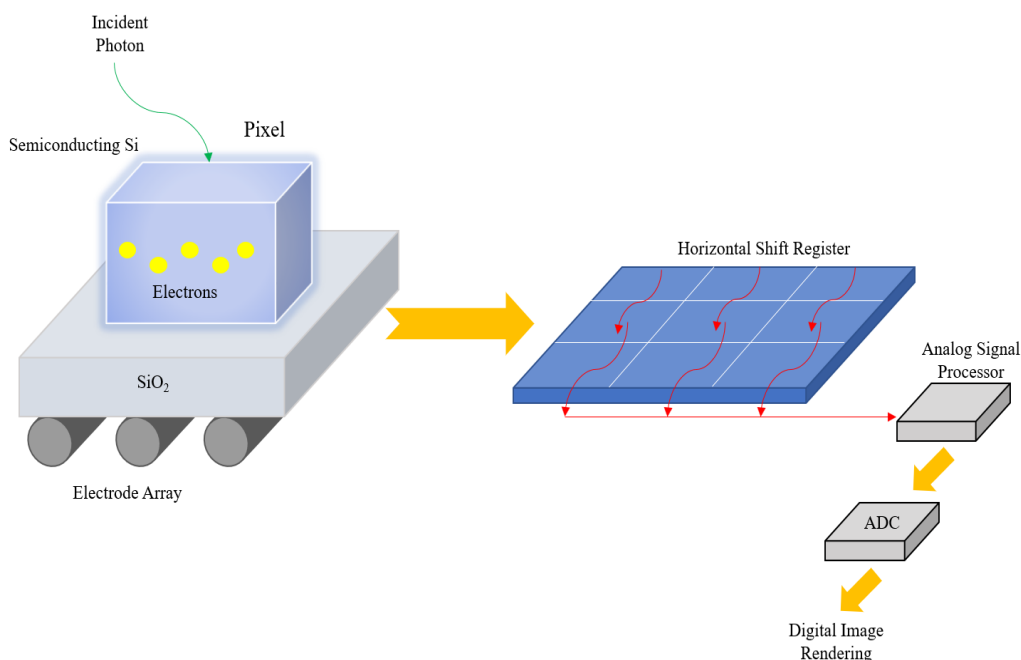 Incident
Photon
Pixel
Semiconducting Si
Electrons
SiO₂
Electrode Array
Horizontal Shift Register
Analog Signal
Processor
ADC
Digital Image
Rendering